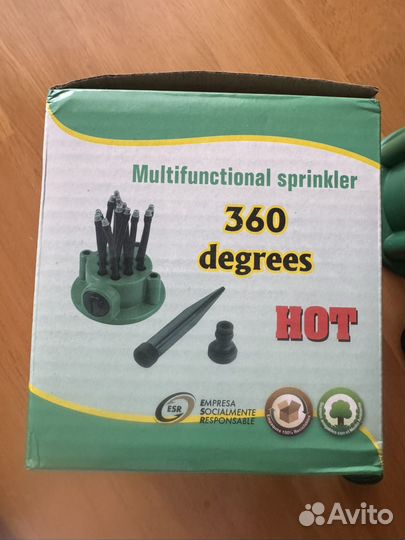 Multifunctional sprinkler
360
degrees
HOT
ESR
EMPRESA
SOCIALMENTE
RESPONSABLE
Avito